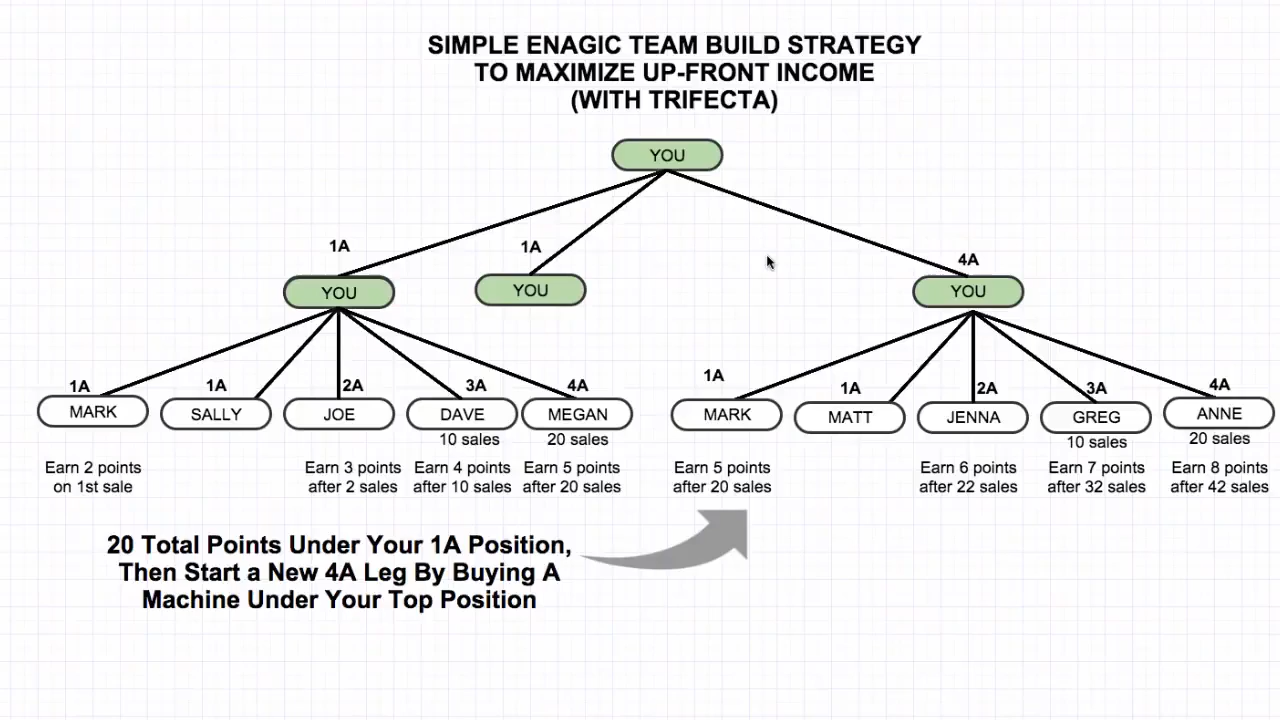 SIMPLE ENAGIC TEAM BUILD STRATEGY
TO MAXIMIZE UP-FRONT INCOME
(WITH TRIFECTA)
YOU
1A
1A
4A
YOU
YOU
YOU
1A
1A
2A
3A
4A
MARK
SALLY
JOE
DAVE
MEGAN
10 sales
20 sales
Earn 2 points
on 1st sale
Earn 3 points
after 2 sales
Earn 4 points
after 10 sales
Earn 5 points
after 20 sales
1A
1A
2A
3A
4A
MARK
MATT
JENNA
GREG
ANNE
10 sales
20 sales
Earn 5 points
after 20 sales
Earn 6 points
after 22 sales
Earn 7 points
after 32 sales
Earn 8 points
after 42 sales
20 Total Points Under Your 1A Position,
Then Start a New 4A Leg By Buying A
Machine Under Your Top Position